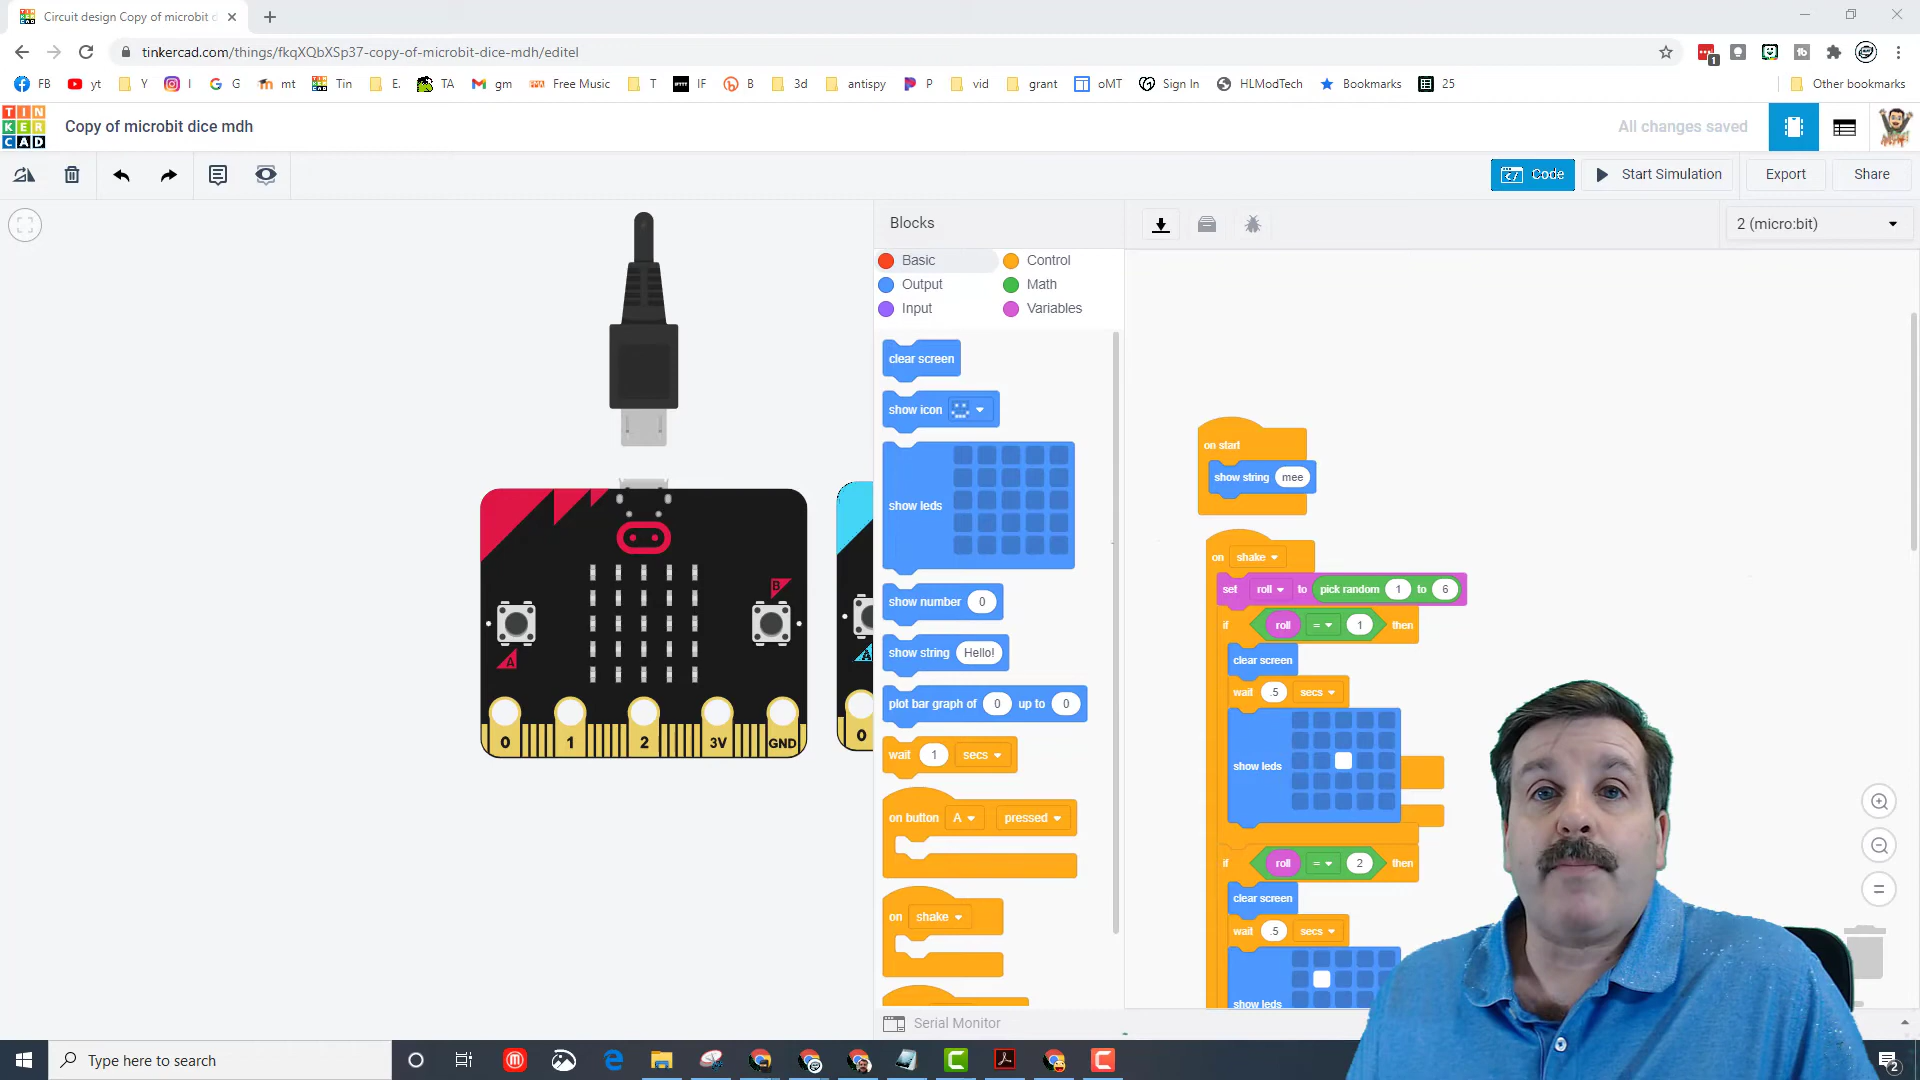 Circuit design Copy of microbit d
tinkercad.com/things/fkqXQbXSp37-copy-of-microbit-dice-mdh/editel
FB yt Y I G mt Tin E. TA gm Free Music T IF B 3d antispy P vid grant oMT Sign In HLModTech Bookmarks 25 Other bookmarks
TIN
KER
CAD
Copy of microbit dice mdh
All changes saved
Code
Start Simulation
Export
Share
Blocks
2 (micro:bit)
Basic
Control
Output
Math
Input
Variables
clear screen
show icon
show leds
show number 0
show string Hello!
plot bar graph of 0 up to 0
wait 1 secs
on button A pressed
on shake
on start
show string mee
on shake
set roll to pick random 1 to 6
if roll = 1 then
clear screen
wait .5 secs
show leds
if roll = 2 then
clear screen
wait .5 secs
show leds
B
A
0 1 2 3V GND
A
0
Serial Monitor
Type here to search
2